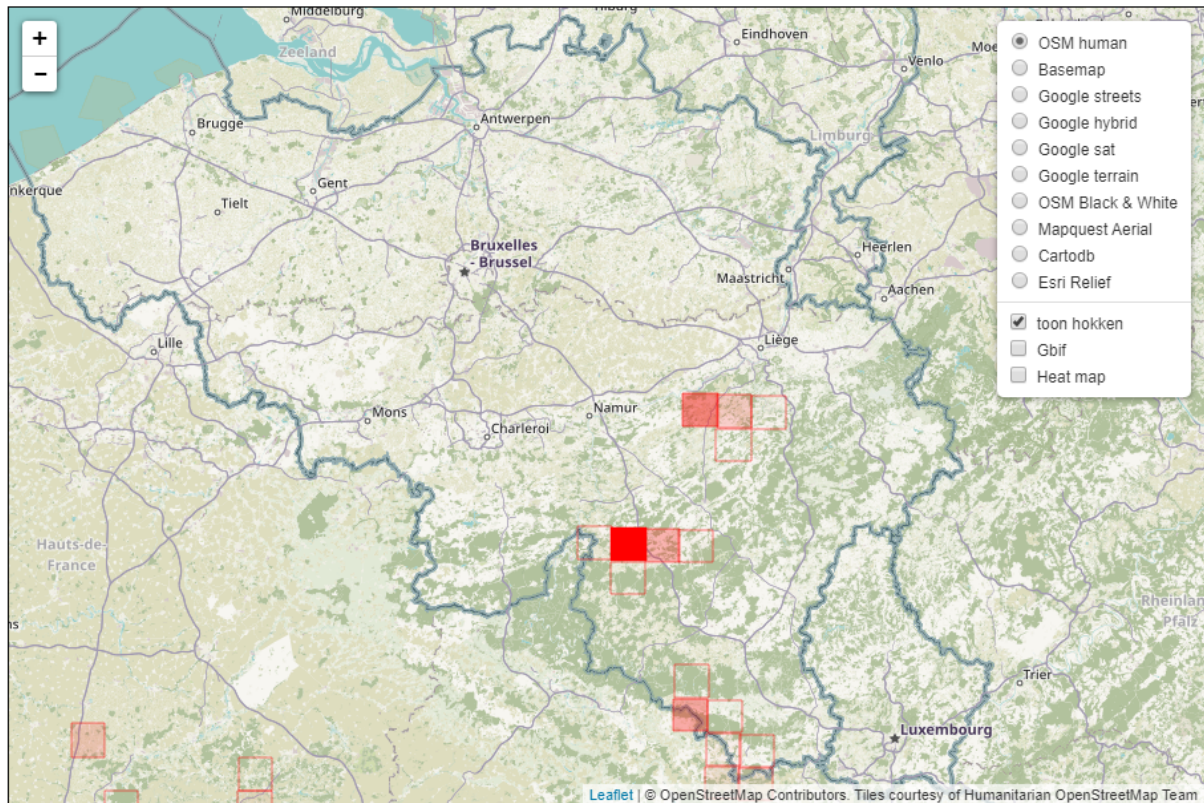 Middelburg
Tilburg
Eindhoven
Zeeland
Venlo
Brugge
Antwerpen
Limburg
nkerque
Gent
Tielt
Bruxelles
- Brussel
Heerlen
Maastricht
Aachen
Lille
Liège
Mons
Namur
Charleroi
Hauts-de-
France
Rheinlan
Pfalz
ns
Trier
Luxembourg
+
−
OSM human
Basemap
Google streets
Google hybrid
Google sat
Google terrain
OSM Black & White
Mapquest Aerial
Cartodb
Esri Relief
toon hokken
Gbif
Heat map
Leaflet | © OpenStreetMap Contributors. Tiles courtesy of Humanitarian OpenStreetMap Team